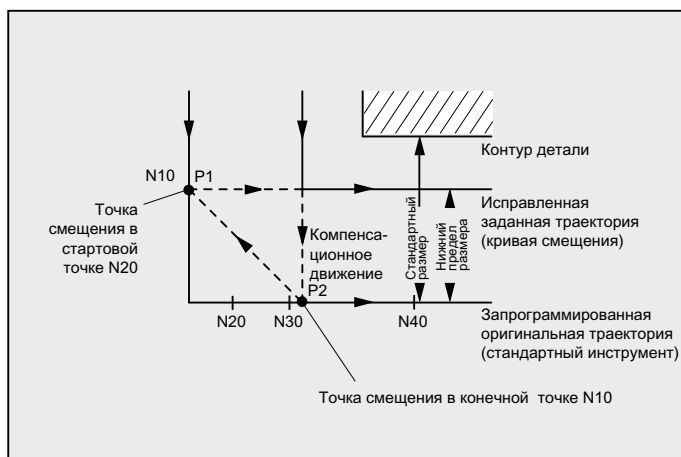 Контур детали
N10
P1
Точка
смещения в
стартовой
точке N20
Исправленная
заданная траектория
(кривая смещения)
Стандартный
размер
Нижний
предел
размера
Компенса-
ционное
движение
P2
N20
N30
N40
Запрограммированная
оригинальная траектория
(стандартный инструмент)
Точка смещения в конечной точке N10